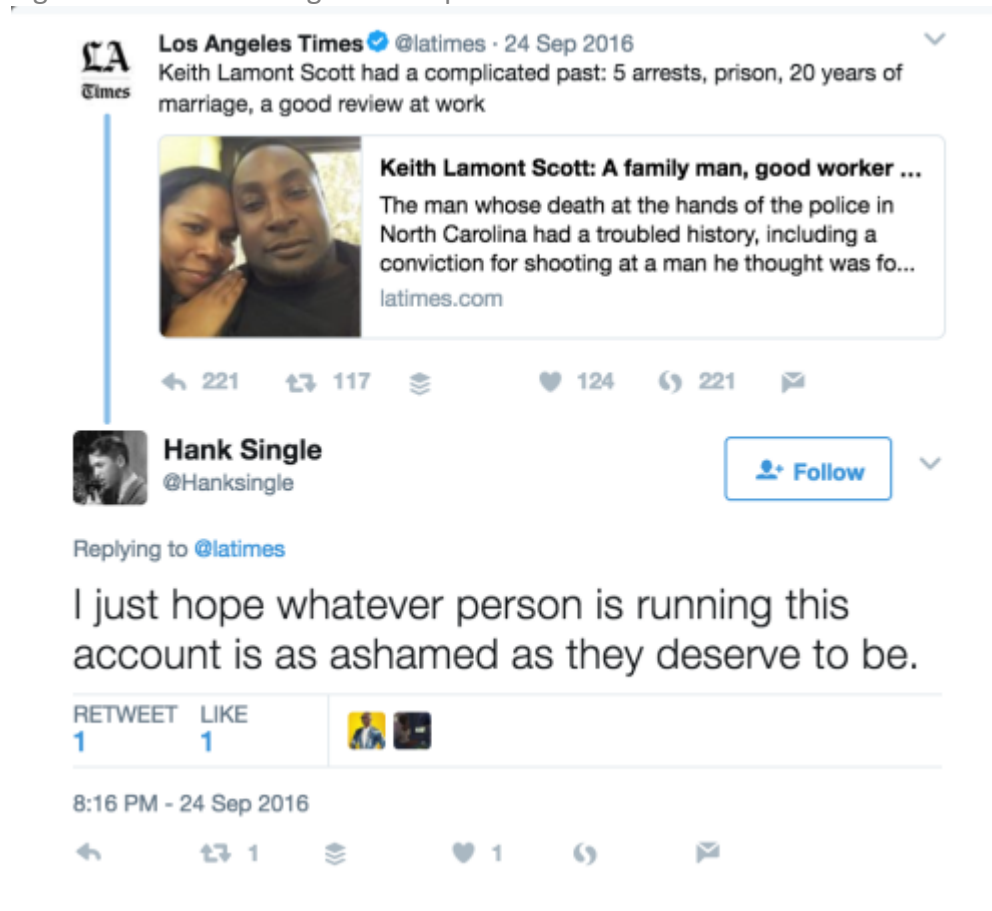 LA
Times
Los Angeles Times @latimes · 24 Sep 2016
Keith Lamont Scott had a complicated past: 5 arrests, prison, 20 years of
marriage, a good review at work
Keith Lamont Scott: A family man, good worker ...
The man whose death at the hands of the police in
North Carolina had a troubled history, including a
conviction for shooting at a man he thought was fo...
latimes.com
221 117 124 221
Hank Single
@Hanksingle
Follow
Replying to @latimes
I just hope whatever person is running this
account is as ashamed as they deserve to be.
RETWEET LIKE
1 1
8:16 PM - 24 Sep 2016
1 1